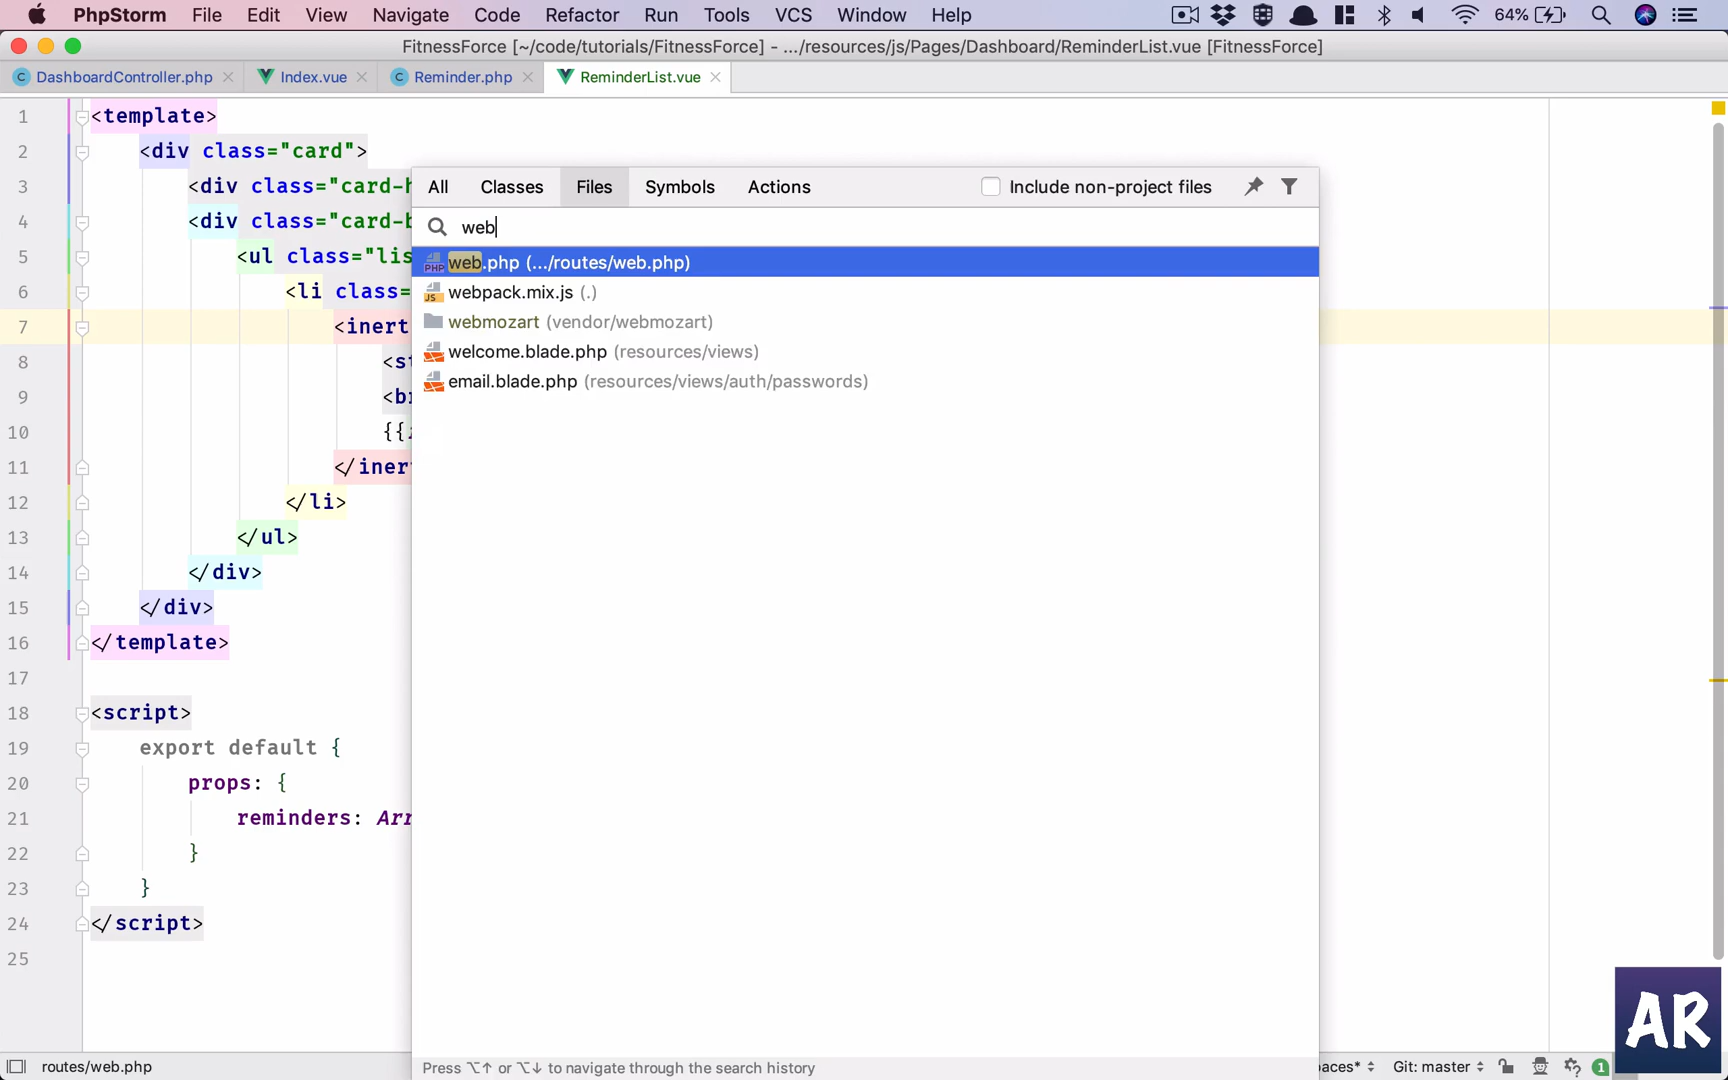 PhpStorm File Edit View Navigate Code Refactor Run Tools VCS Window Help 64%
FitnessForce [~/code/tutorials/FitnessForce] - .../resources/js/Pages/Dashboard/ReminderList.vue [FitnessForce]
DashboardController.php Index.vue Reminder.php ReminderList.vue
1 <template>
2 <div class="card">
3 <div class="card-h
4 <div class="card-b
5 <ul class="lis
6 <li class=
7 <inert
8 <st
9 <br
10 {{
11 </inert
12 </li>
13 </ul>
14 </div>
15 </div>
16 </template>
17
18 <script>
19 export default {
20 props: {
21 reminders: Arr
22 }
23 }
24 </script>
25
All Classes Files Symbols Actions Include non-project files
web
web.php (.../routes/web.php)
webpack.mix.js (.)
webmozart (vendor/webmozart)
welcome.blade.php (resources/views)
email.blade.php (resources/views/auth/passwords)
Press ⌥↑ or ⌥↓ to navigate through the search history
routes/web.php paces* Git: master 1
AR